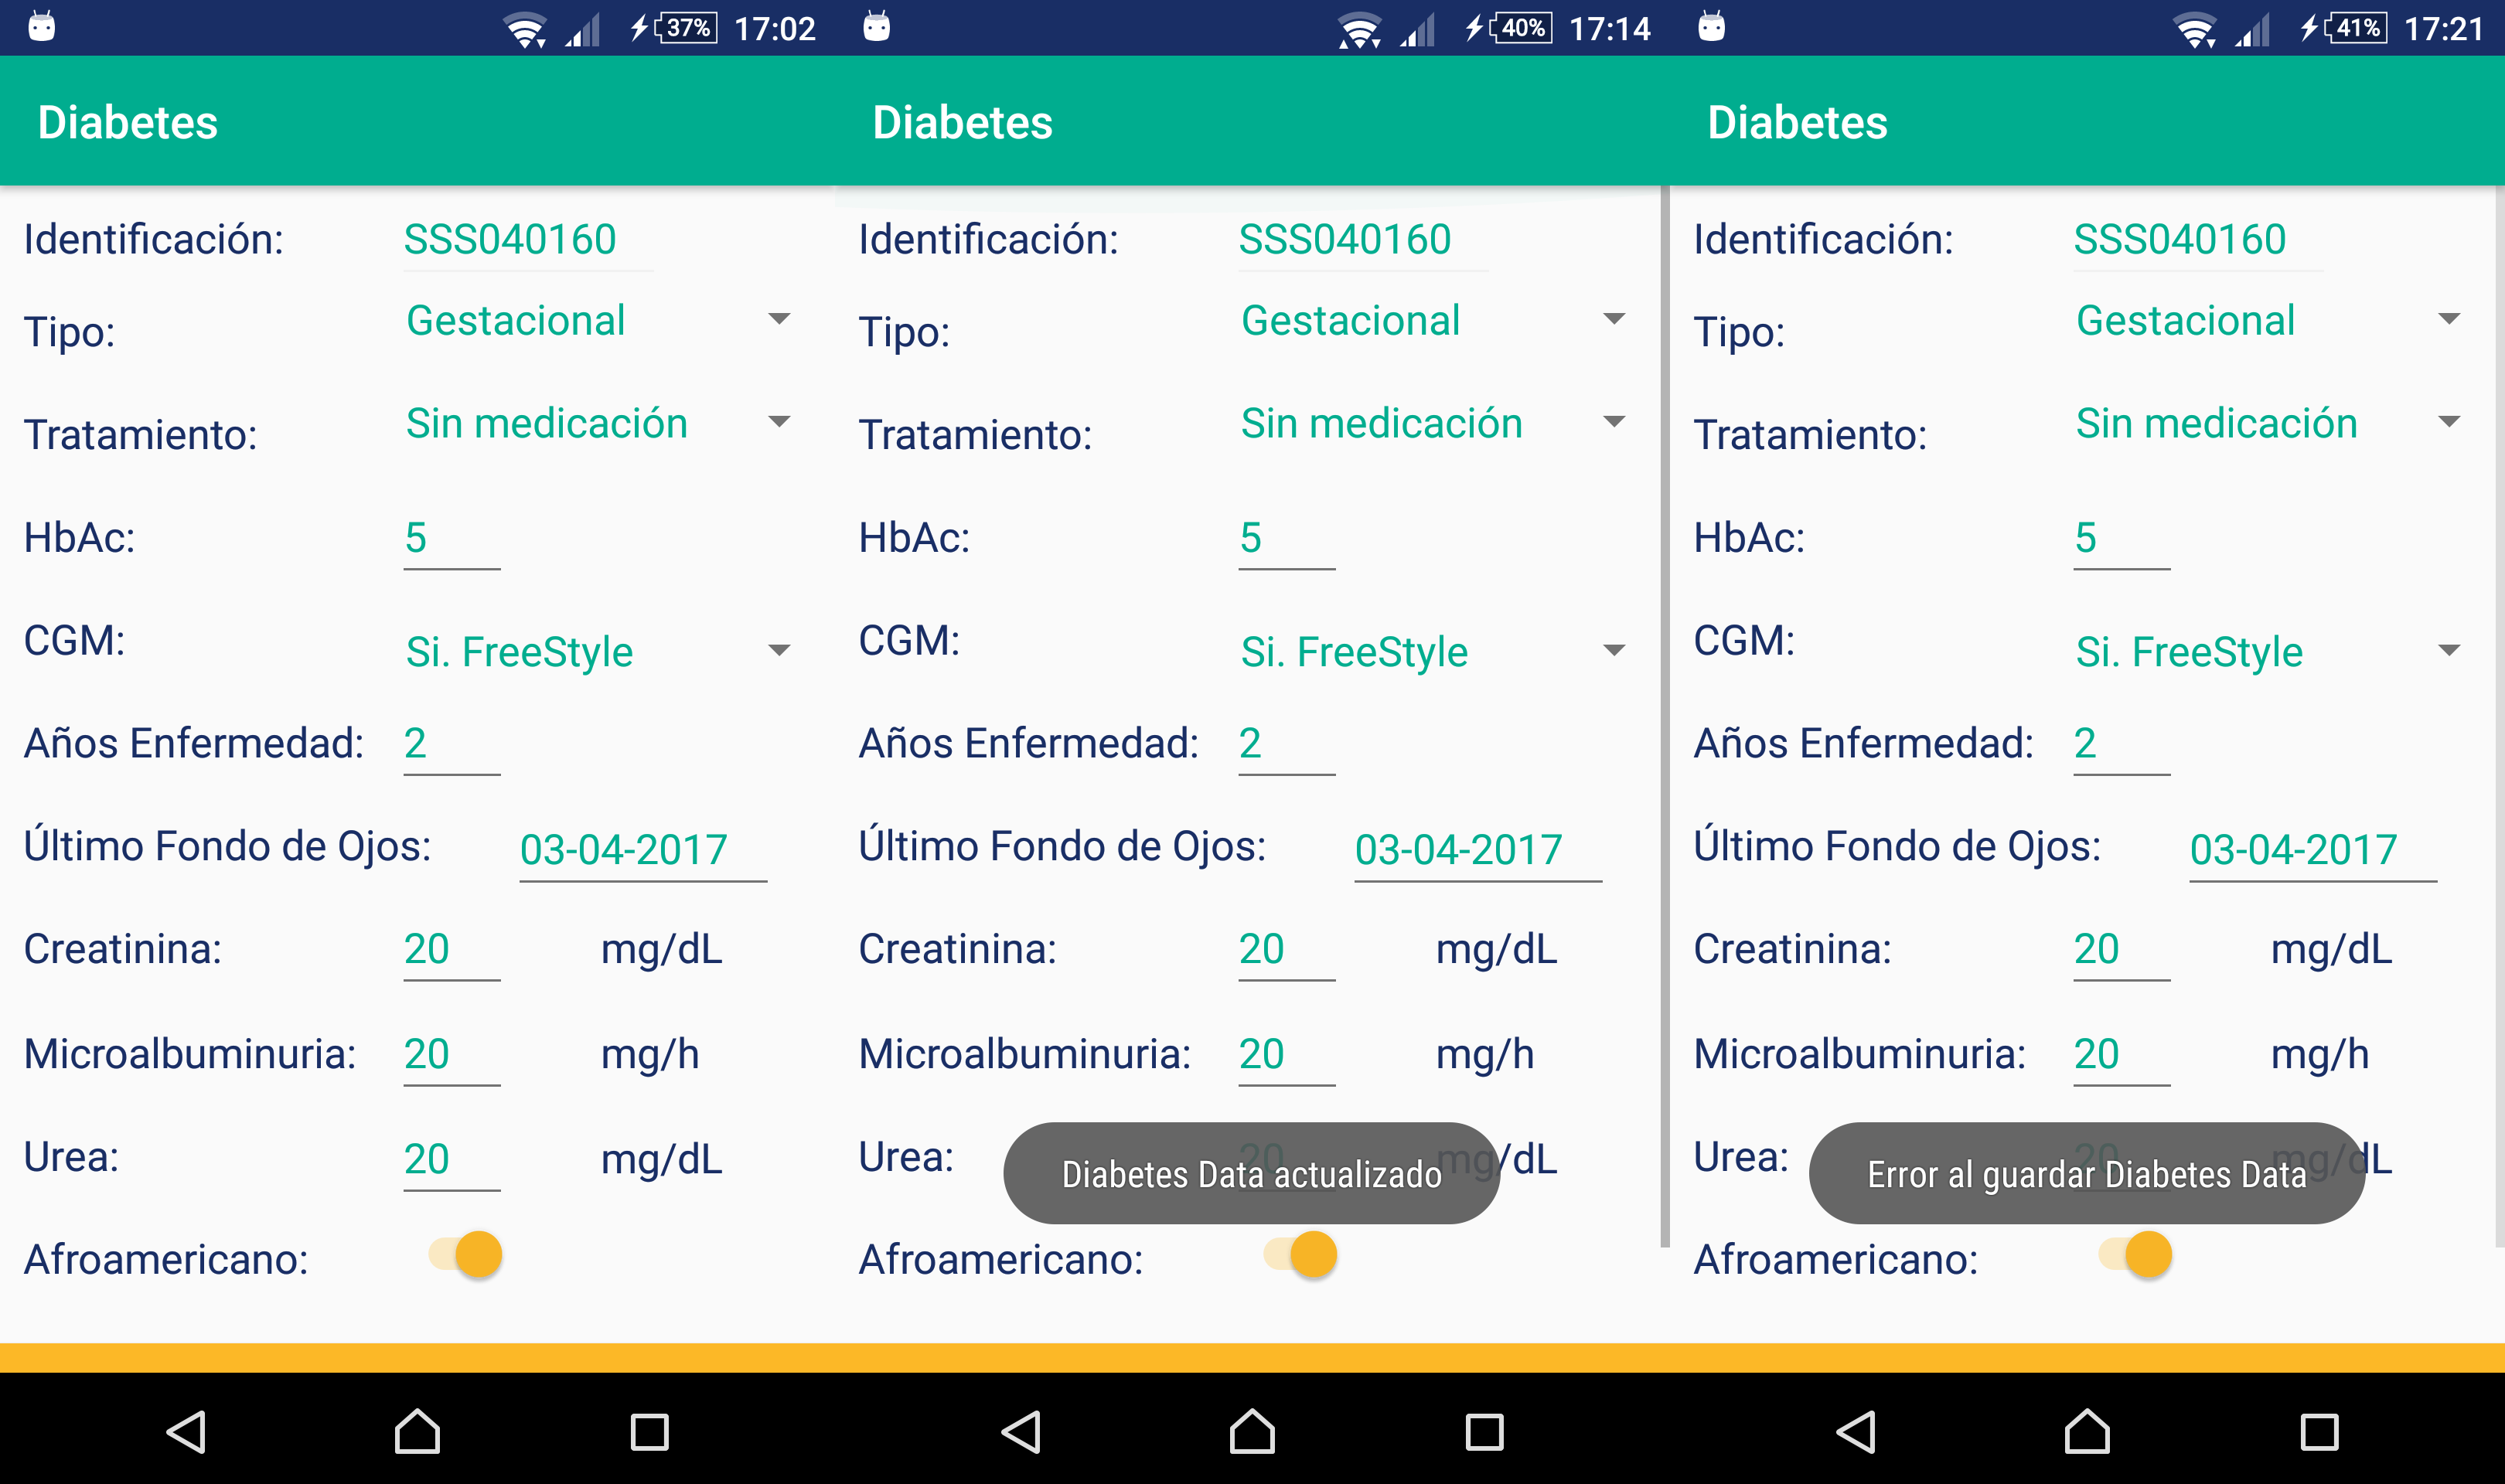 37% 17:02
Diabetes
Identificación: SSS040160
Tipo: Gestacional
Tratamiento: Sin medicación
HbAc: 5
CGM: Si. FreeStyle
Años Enfermedad: 2
Último Fondo de Ojos: 03-04-2017
Creatinina: 20 mg/dL
Microalbuminuria: 20 mg/h
Urea: 20 mg/dL
Afroamericano:
40% 17:14
Diabetes
Identificación: SSS040160
Tipo: Gestacional
Tratamiento: Sin medicación
HbAc: 5
CGM: Si. FreeStyle
Años Enfermedad: 2
Último Fondo de Ojos: 03-04-2017
Creatinina: 20 mg/dL
Microalbuminuria: 20 mg/h
Urea: 20 mg/dL
Diabetes Data actualizado
Afroamericano:
41% 17:21
Diabetes
Identificación: SSS040160
Tipo: Gestacional
Tratamiento: Sin medicación
HbAc: 5
CGM: Si. FreeStyle
Años Enfermedad: 2
Último Fondo de Ojos: 03-04-2017
Creatinina: 20 mg/dL
Microalbuminuria: 20 mg/h
Urea: 20 mg/dL
Error al guardar Diabetes Data
Afroamericano: